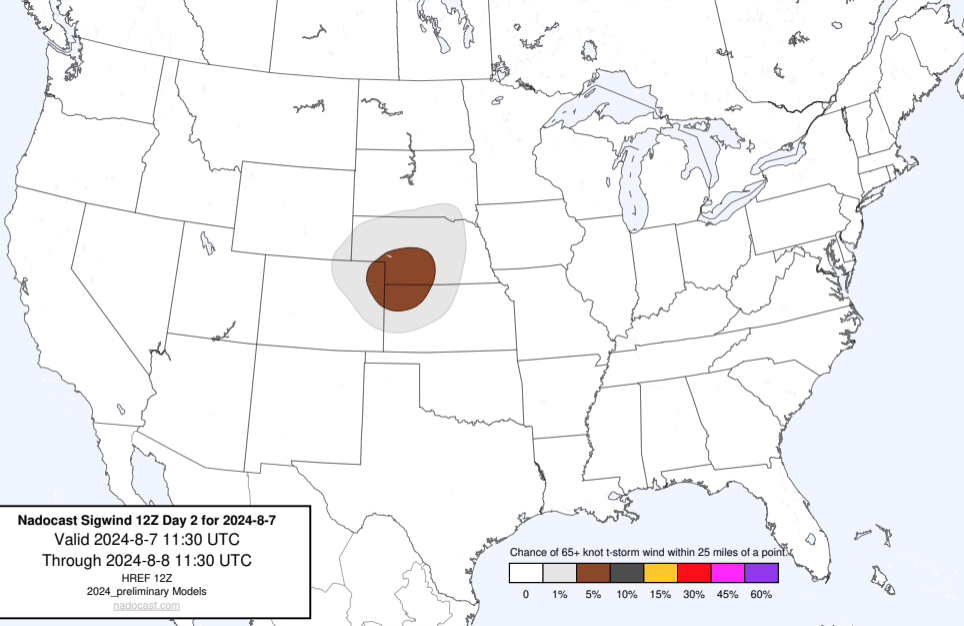 Nadocast Sigwind 12Z Day 2 for 2024-8-7
Valid 2024-8-7 11:30 UTC
Through 2024-8-8 11:30 UTC
HREF 12Z
2024_preliminary Models
nadocast.com
Chance of 65+ knot t-storm wind within 25 miles of a point.
0 1% 5% 10% 15% 30% 45% 60%